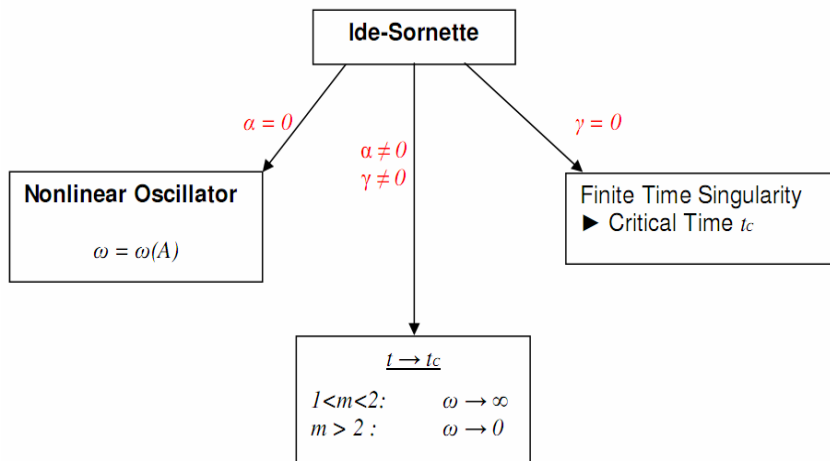 Ide-Sornette
α = 0
α ≠ 0
γ ≠ 0
γ = 0
Nonlinear Oscillator
ω = ω(A)
Finite Time Singularity
► Critical Time tc
t → tc
1<m<2: ω → ∞
m > 2 : ω → 0